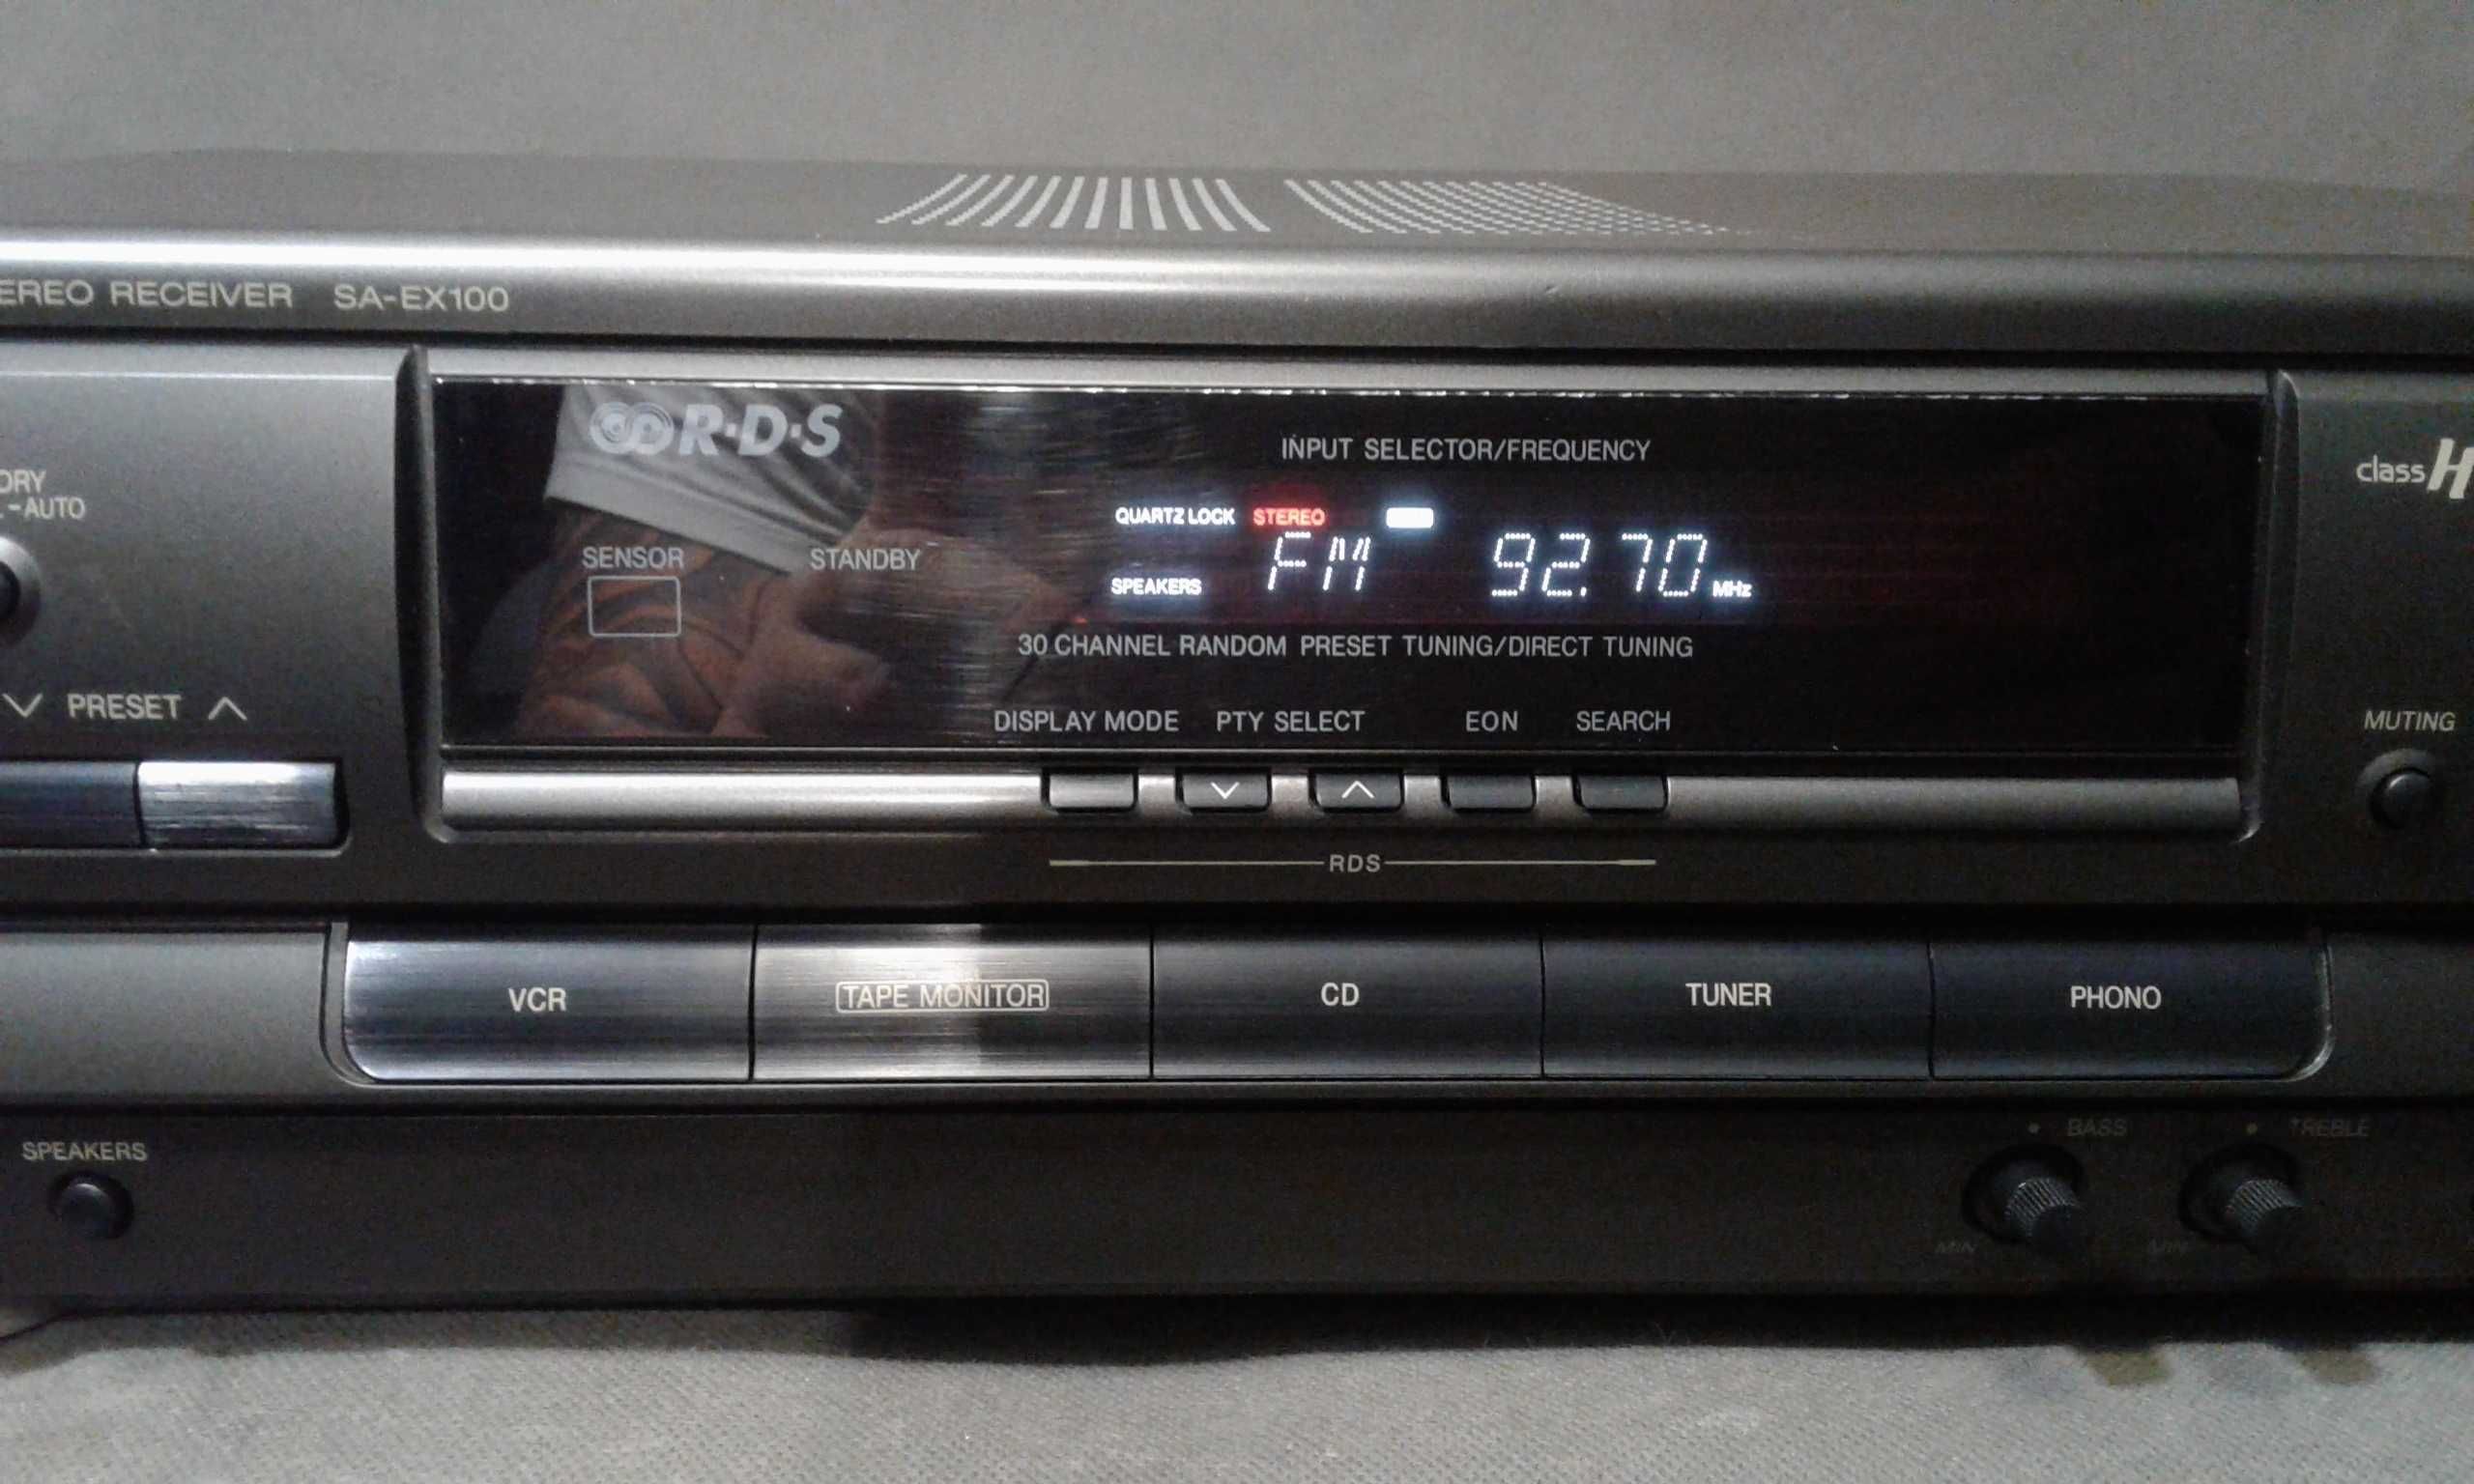 EREO RECEIVER SA-EX100
R·D·S
INPUT SELECTOR/FREQUENCY
class H
ORY
-AUTO
QUARTZ LOCK STEREO
FM 92.70 MHz
SENSOR STANDBY
SPEAKERS
30 CHANNEL RANDOM PRESET TUNING/DIRECT TUNING
PRESET
DISPLAY MODE PTY SELECT EON SEARCH
MUTING
RDS
VCR TAPE MONITOR CD TUNER PHONO
SPEAKERS
BASS TREBLE
MIN MIN